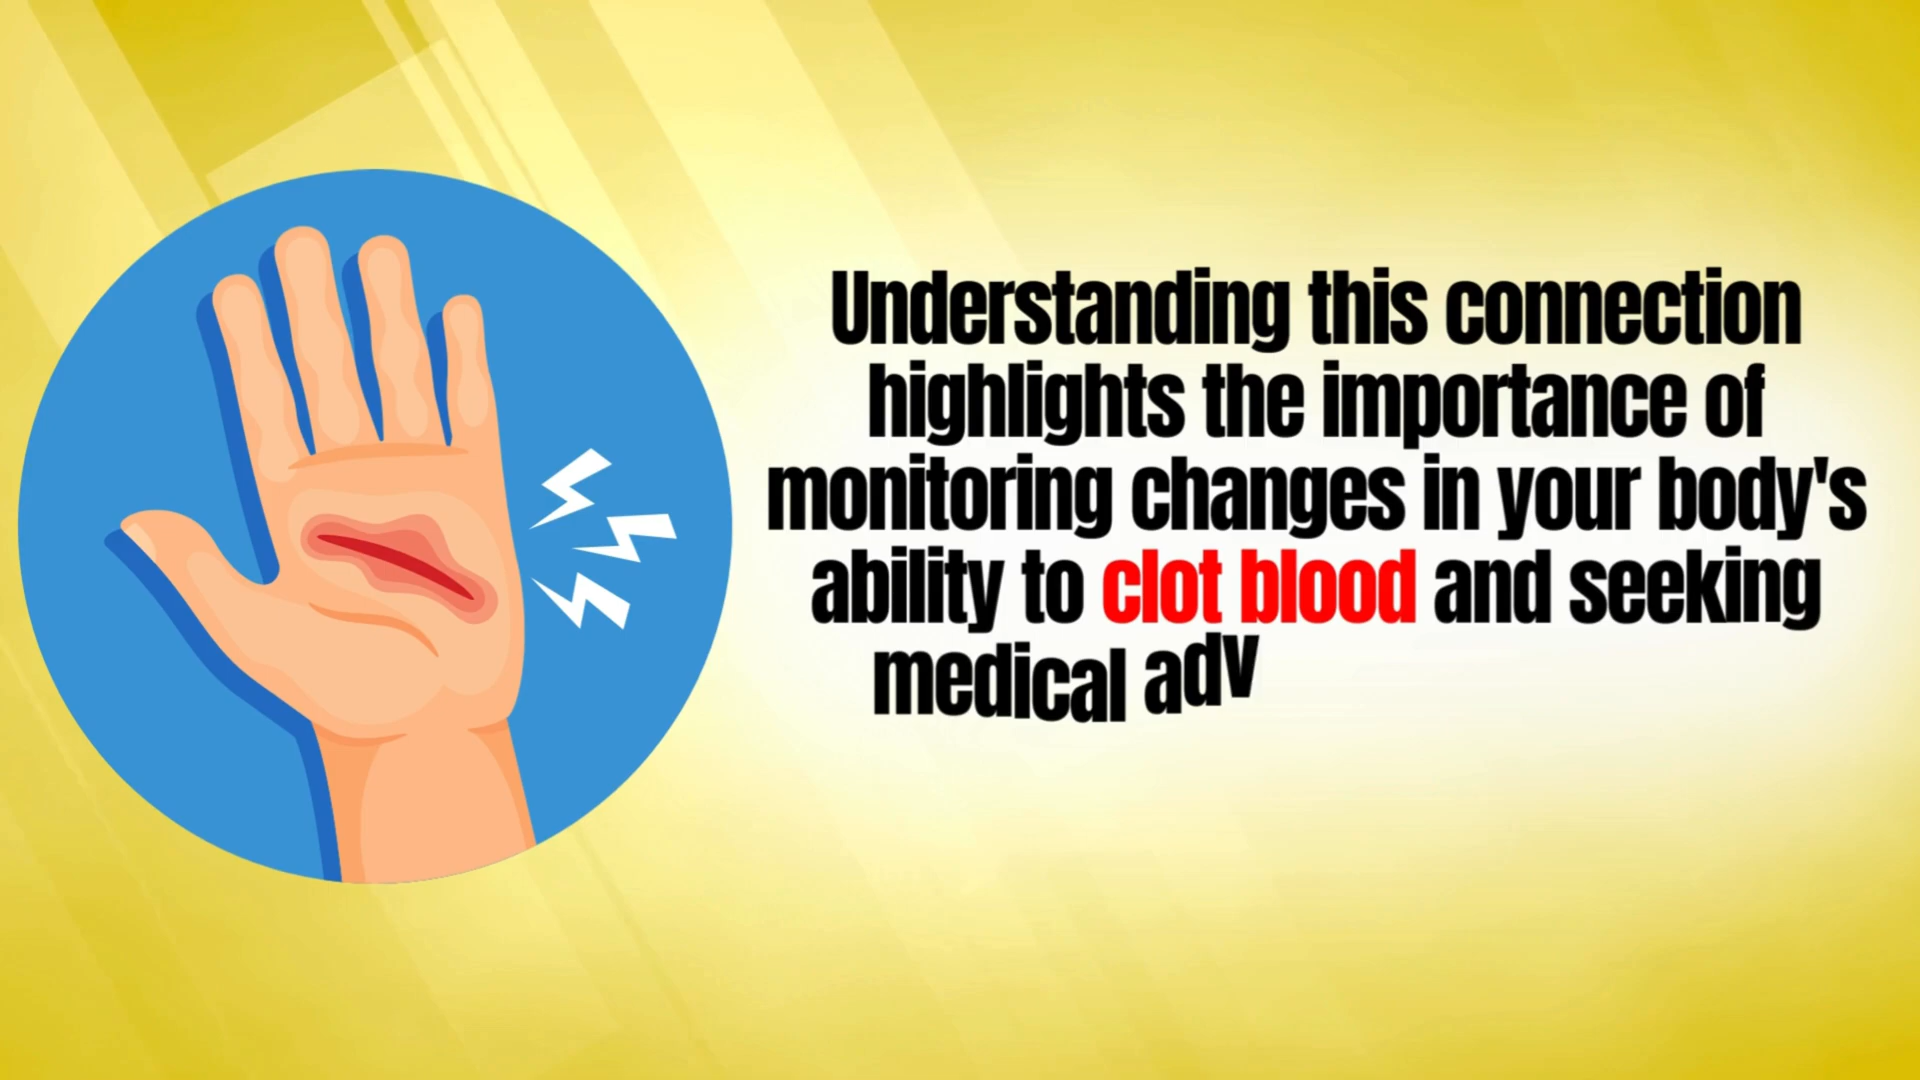 Understanding this connection
highlights the importance of
monitoring changes in your body's
ability to clot blood and seeking
medical adv